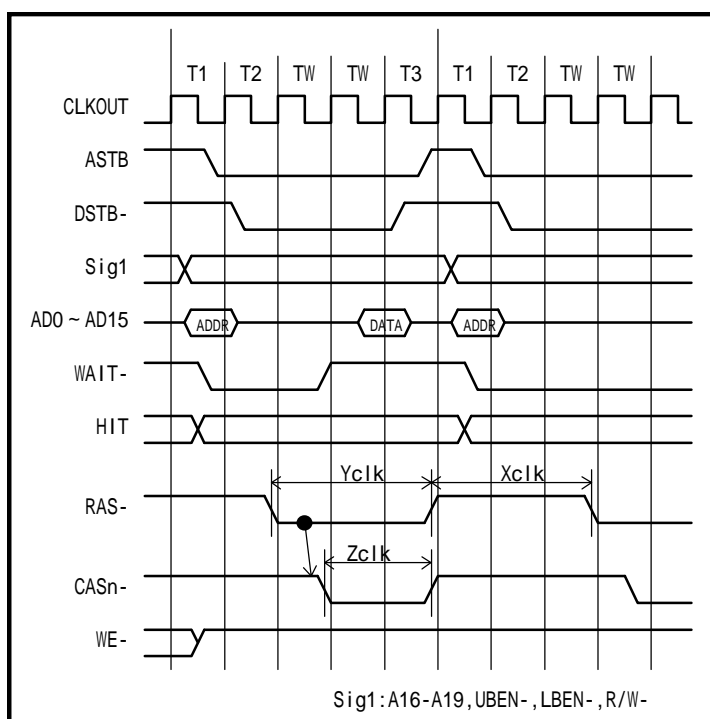 T1 T2 TW TW T3 T1 T2 TW TW
CLKOUT
ASTB
DSTB-
Sig1
AD0 ~ AD15 ADDR DATA ADDR
WAIT-
HIT
Yclk Xclk
RAS-
Zclk
CASn-
WE-
Sig1:A16-A19,UBEN-,LBEN-,R/W-